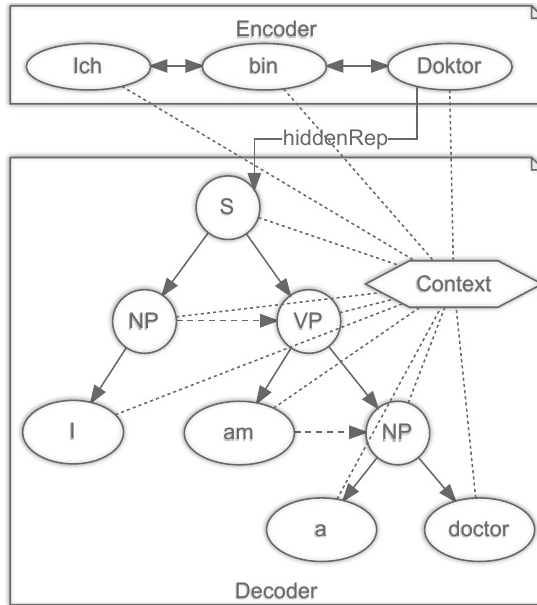 Encoder
Ich
bin
Doktor
hiddenRep
S
Context
NP
VP
I
am
NP
a
doctor
Decoder